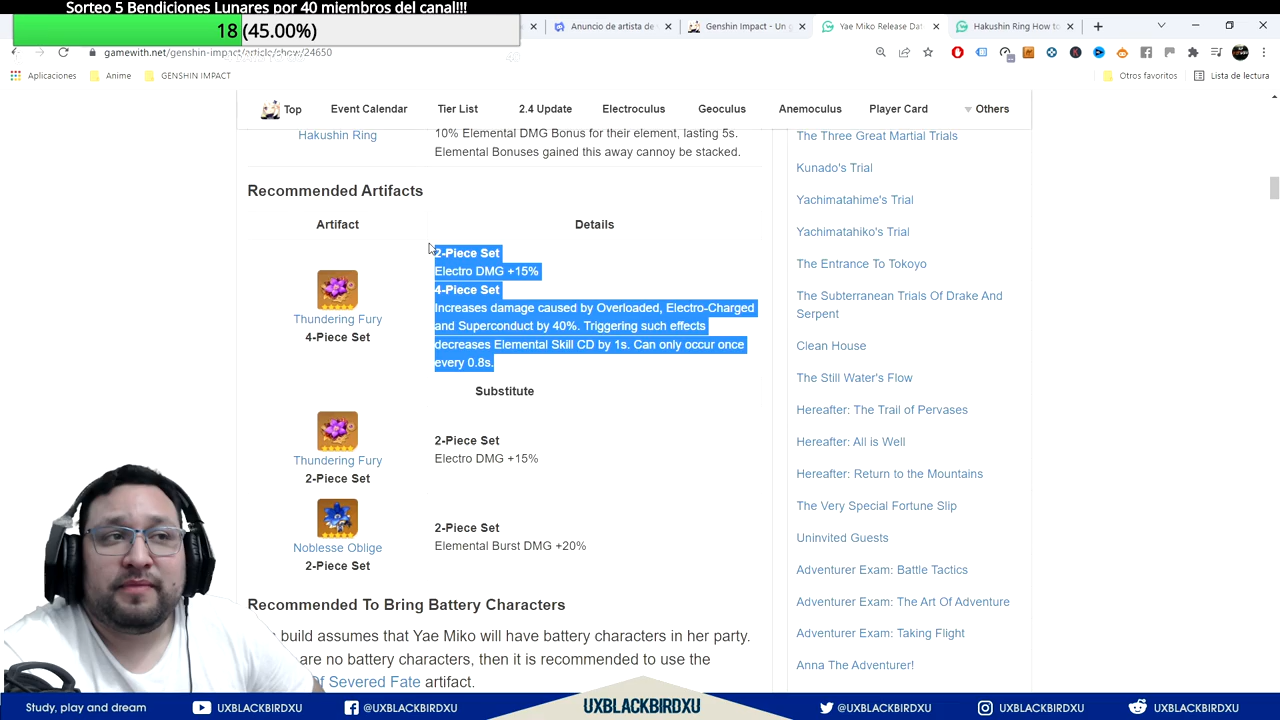 Sorteo 5 Bendiciones Lunares por 40 miembros del canal!!!
18 (45.00%)
Anuncio de artista de
Genshin Impact - Un g
Yae Miko Release Dat
Hakushin Ring How to
gamewith.net/genshin-impact/article/show/24650
Aplicaciones
Anime
GENSHIN IMPACT
Otros favoritos
Lista de lectura
Top
Event Calendar
Tier List
2.4 Update
Electroculus
Geoculus
Anemoculus
Player Card
Others
Hakushin Ring
10% Elemental DMG Bonus for their element, lasting 5s.
Elemental Bonuses gained this away cannoy be stacked.
Recommended Artifacts
Artifact
Details
Thundering Fury
4-Piece Set
2-Piece Set
Electro DMG +15%
4-Piece Set
Increases damage caused by Overloaded, Electro-Charged
and Superconduct by 40%. Triggering such effects
decreases Elemental Skill CD by 1s. Can only occur once
every 0.8s.
Substitute
Thundering Fury
2-Piece Set
2-Piece Set
Electro DMG +15%
Noblesse Oblige
2-Piece Set
2-Piece Set
Elemental Burst DMG +20%
Recommended To Bring Battery Characters
build assumes that Yae Miko will have battery characters in her party.
are no battery characters, then it is recommended to use the
Of Severed Fate artifact.
The Three Great Martial Trials
Kunado's Trial
Yachimatahime's Trial
Yachimatahiko's Trial
The Entrance To Tokoyo
The Subterranean Trials Of Drake And
Serpent
Clean House
The Still Water's Flow
Hereafter: The Trail of Pervases
Hereafter: All is Well
Hereafter: Return to the Mountains
The Very Special Fortune Slip
Uninvited Guests
Adventurer Exam: Battle Tactics
Adventurer Exam: The Art Of Adventure
Adventurer Exam: Taking Flight
Anna The Adventurer!
Study, play and dream
UXBLACKBIRDXU
@UXBLACKBIRDXU
UXBLACKBIRDXU
@UXBLACKBIRDXU
UXBLACKBIRDXU
UXBLACKBIRDXU